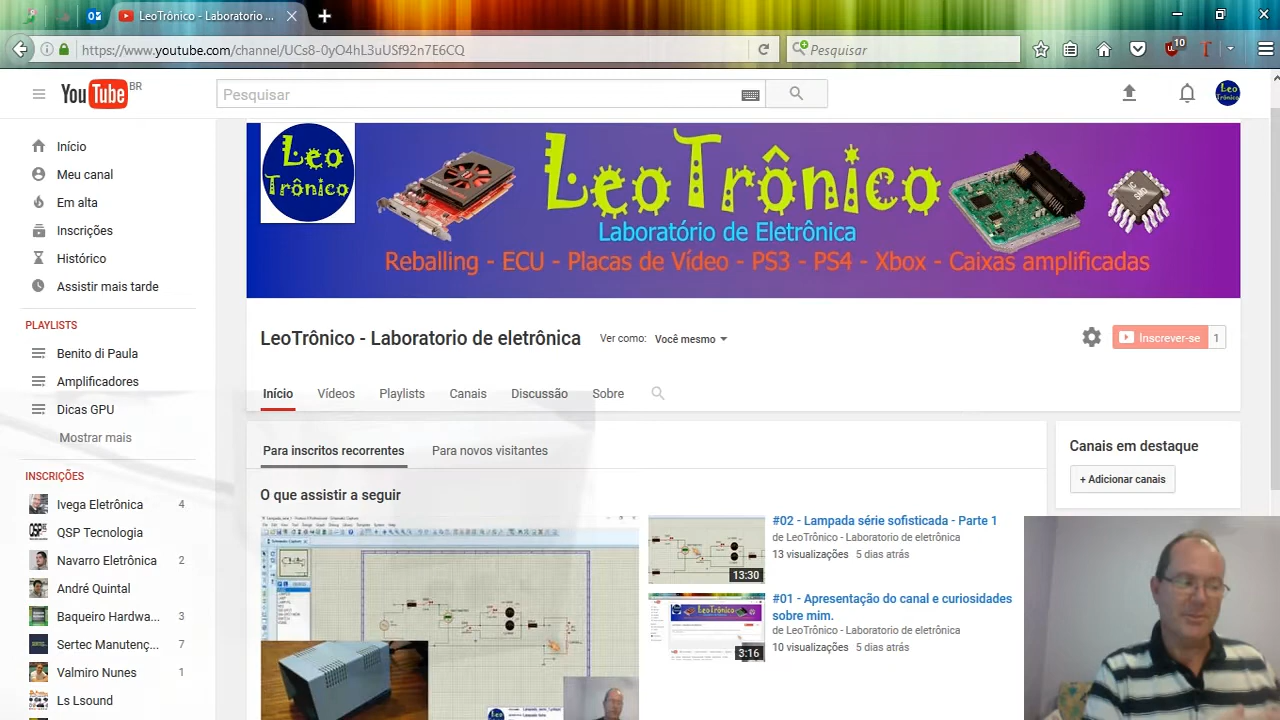 LeoTrônico - Laboratorio ...
https://www.youtube.com/channel/UCs8-0yO4hL3uUSf92n7E6CQ
Pesquisar
10
YouTube BR
Pesquisar
Leo Trônico
Início
Meu canal
Em alta
Inscrições
Histórico
Assistir mais tarde
PLAYLISTS
Benito di Paula
Amplificadores
Dicas GPU
Mostrar mais
INSCRIÇÕES
Ivega Eletrônica 4
QSP Tecnologia
Navarro Eletrônica 2
André Quintal
Baqueiro Hardwa... 3
Sertec Manutenç... 7
Valmiro Nunes 1
Ls Lsound
Leo
Trônico
LeoTrônico
Laboratório de Eletrônica
Reballing - ECU - Placas de Vídeo - PS3 - PS4 - Xbox - Caixas amplificadas
LeoTrônico - Laboratorio de eletrônica
Ver como: Você mesmo
Inscrever-se 1
Início Vídeos Playlists Canais Discussão Sobre
Para inscritos recorrentes Para novos visitantes
O que assistir a seguir
#02 - Lampada série sofisticada - Parte 1
de LeoTrônico - Laboratorio de eletrônica
13 visualizações 5 dias atrás
13:30
#01 - Apresentação do canal e curiosidades
sobre mim.
de LeoTrônico - Laboratorio de eletrônica
10 visualizações 5 dias atrás
3:16
Canais em destaque
+ Adicionar canais